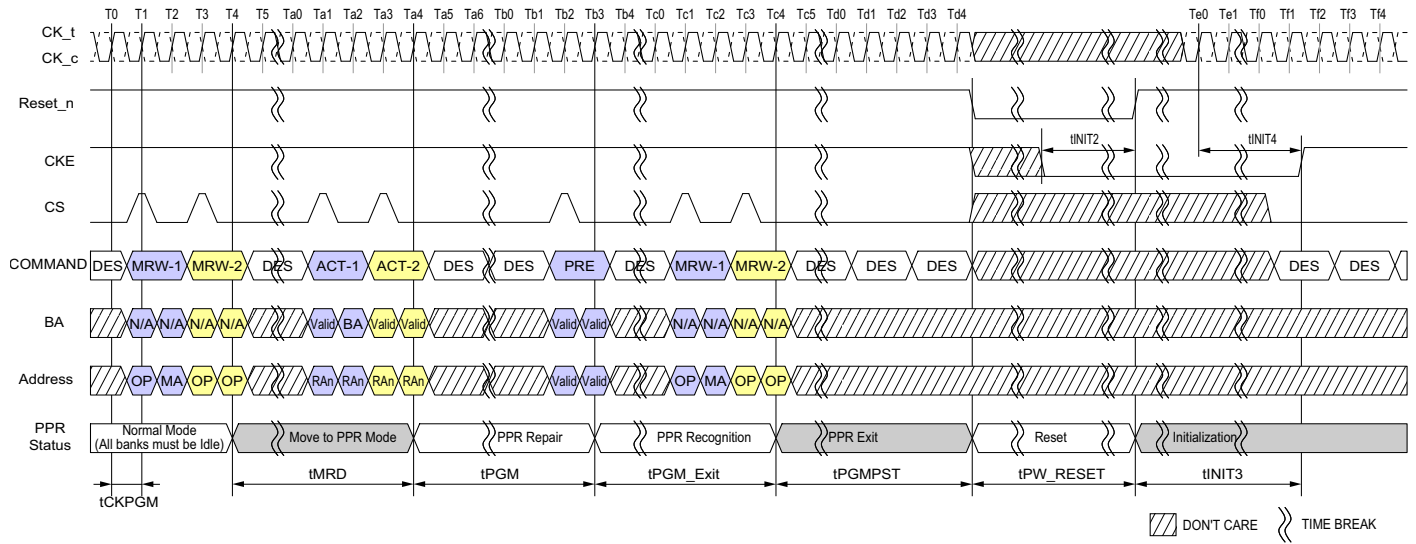 T0 T1 T2 T3 T4 T5 Ta0 Ta1 Ta2 Ta3 Ta4 Ta5 Ta6 Tb0 Tb1 Tb2 Tb3 Tb4 Tc0 Tc1 Tc2 Tc3 Tc4 Tc5 Td0 Td1 Td2 Td3 Td4 Te0 Te1 Tf0 Tf1 Tf2 Tf3 Tf4
CK_t
CK_c
Reset_n
tINIT2 tINIT4
CKE
CS
COMMAND DES MRW-1 MRW-2 DES ACT-1 ACT-2 DES DES PRE DES MRW-1 MRW-2 DES DES DES DES DES
BA N/A N/A N/A N/A Valid BA Valid Valid Valid Valid N/A N/A N/A N/A
Address OP MA OP OP RAn RAn RAn RAn Valid Valid OP MA OP OP
PPR
Status
Normal Mode
(All banks must be Idle)
Move to PPR Mode PPR Repair PPR Recognition PPR Exit Reset Initialization
tMRD tPGM tPGM_Exit tPGMPST tPW_RESET tINIT3
tCKPGM
DON'T CARE TIME BREAK